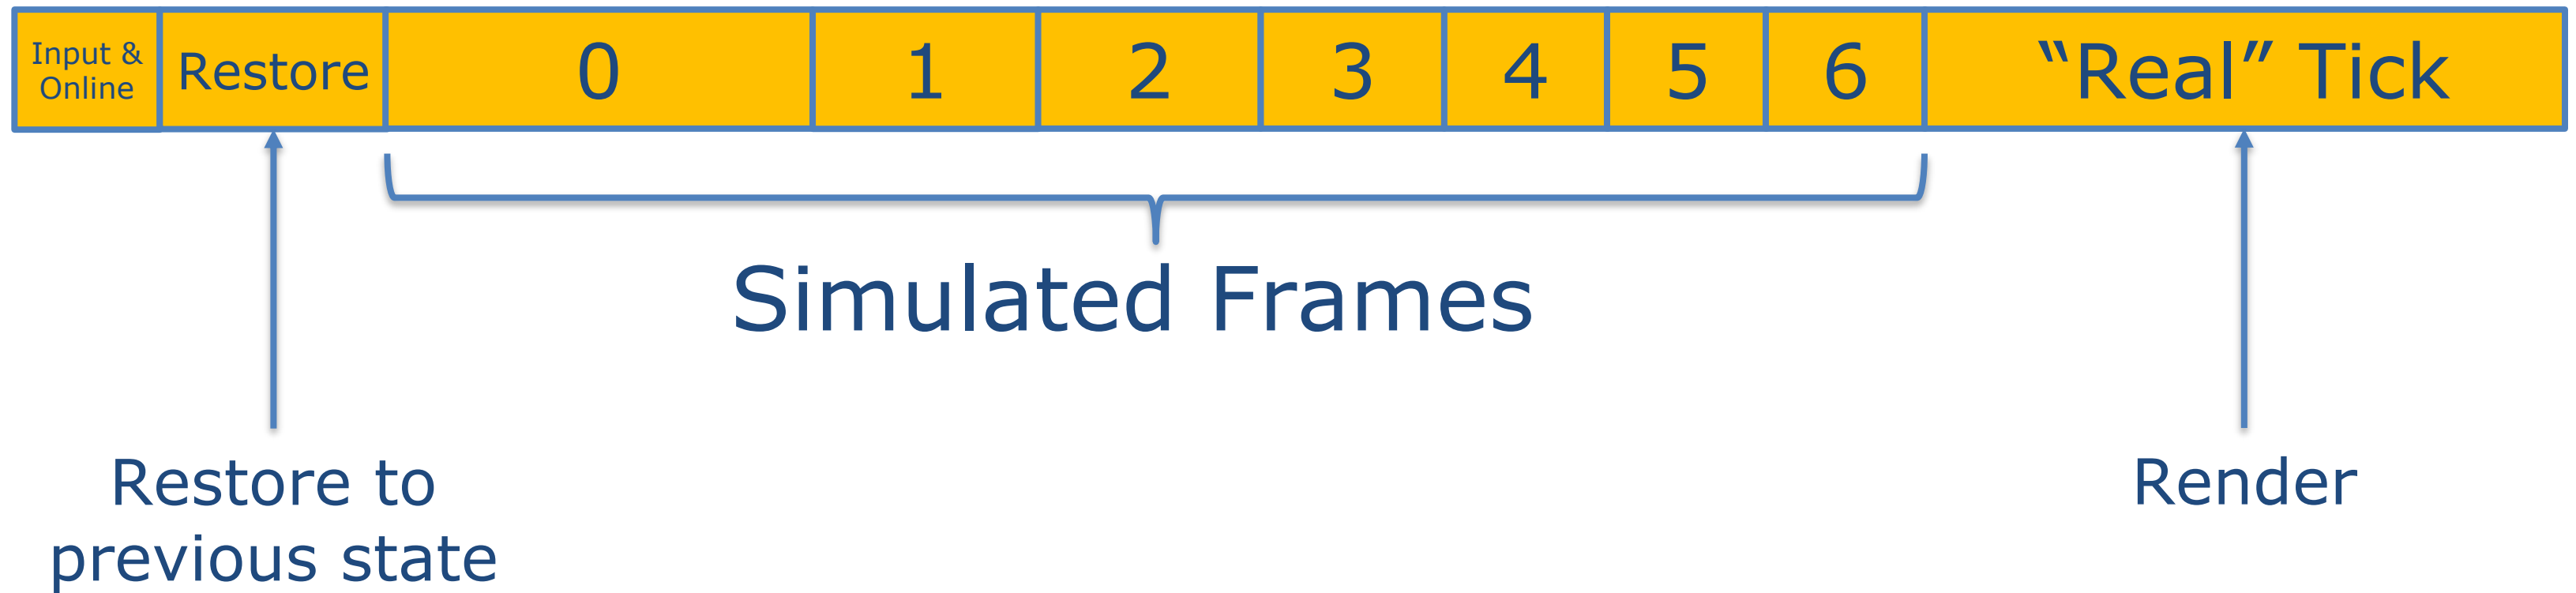 Input &
Online
Restore
0
1
2
3
4
5
6
“Real” Tick
Simulated Frames
Restore to
previous state
Render